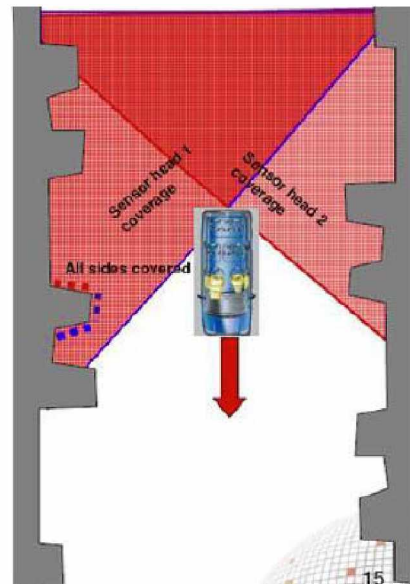 Sensor head 1
coverage
Sensor head 2
coverage
All sides covered
15